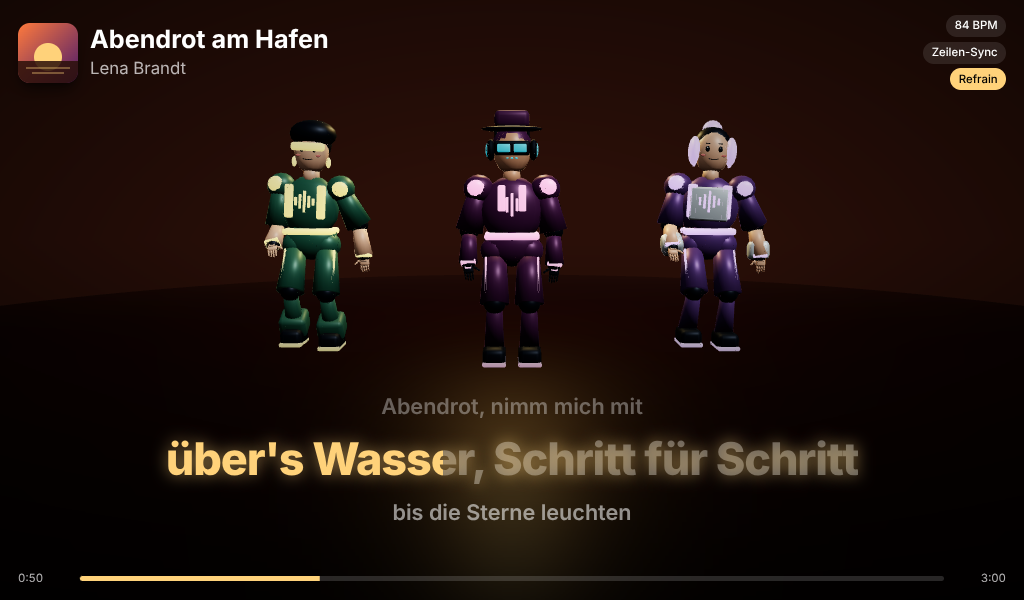 Abendrot am Hafen
Lena Brandt
84 BPM
Zeilen-Sync
Refrain
Abendrot, nimm mich mit
über's Wasser, Schritt für Schritt
bis die Sterne leuchten
0:50
3:00